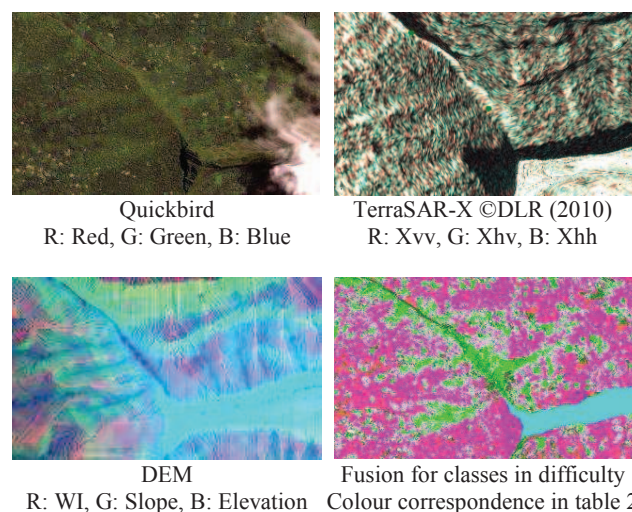 Quickbird
R: Red, G: Green, B: Blue
TerraSAR-X ©DLR (2010)
R: Xvv, G: Xhv, B: Xhh
DEM
R: WI, G: Slope, B: Elevation
Fusion for classes in difficulty
Colour correspondence in table 2